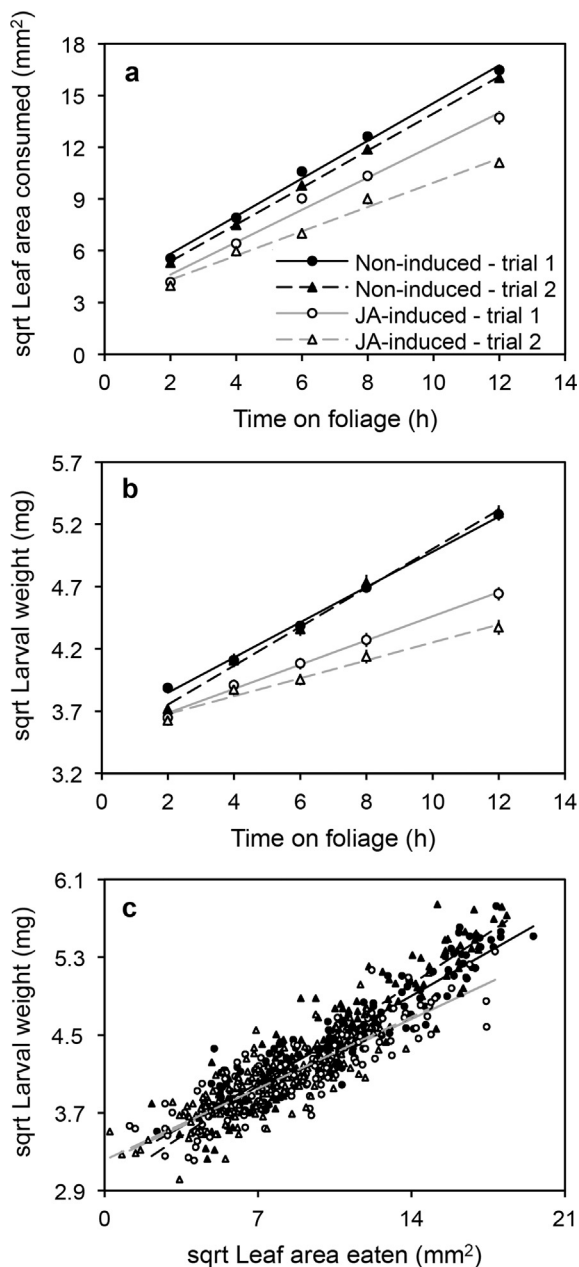 a
sqrt Leaf area consumed (mm²)
18
15
12
9
6
3
0
Non-induced - trial 1
Non-induced - trial 2
JA-induced - trial 1
JA-induced - trial 2
0 2 4 6 8 10 12 14
Time on foliage (h)
b
sqrt Larval weight (mg)
5.7
5.2
4.7
4.2
3.7
3.2
0 2 4 6 8 10 12 14
Time on foliage (h)
c
sqrt Larval weight (mg)
6.1
5.3
4.5
3.7
2.9
0 7 14 21
sqrt Leaf area eaten (mm²)